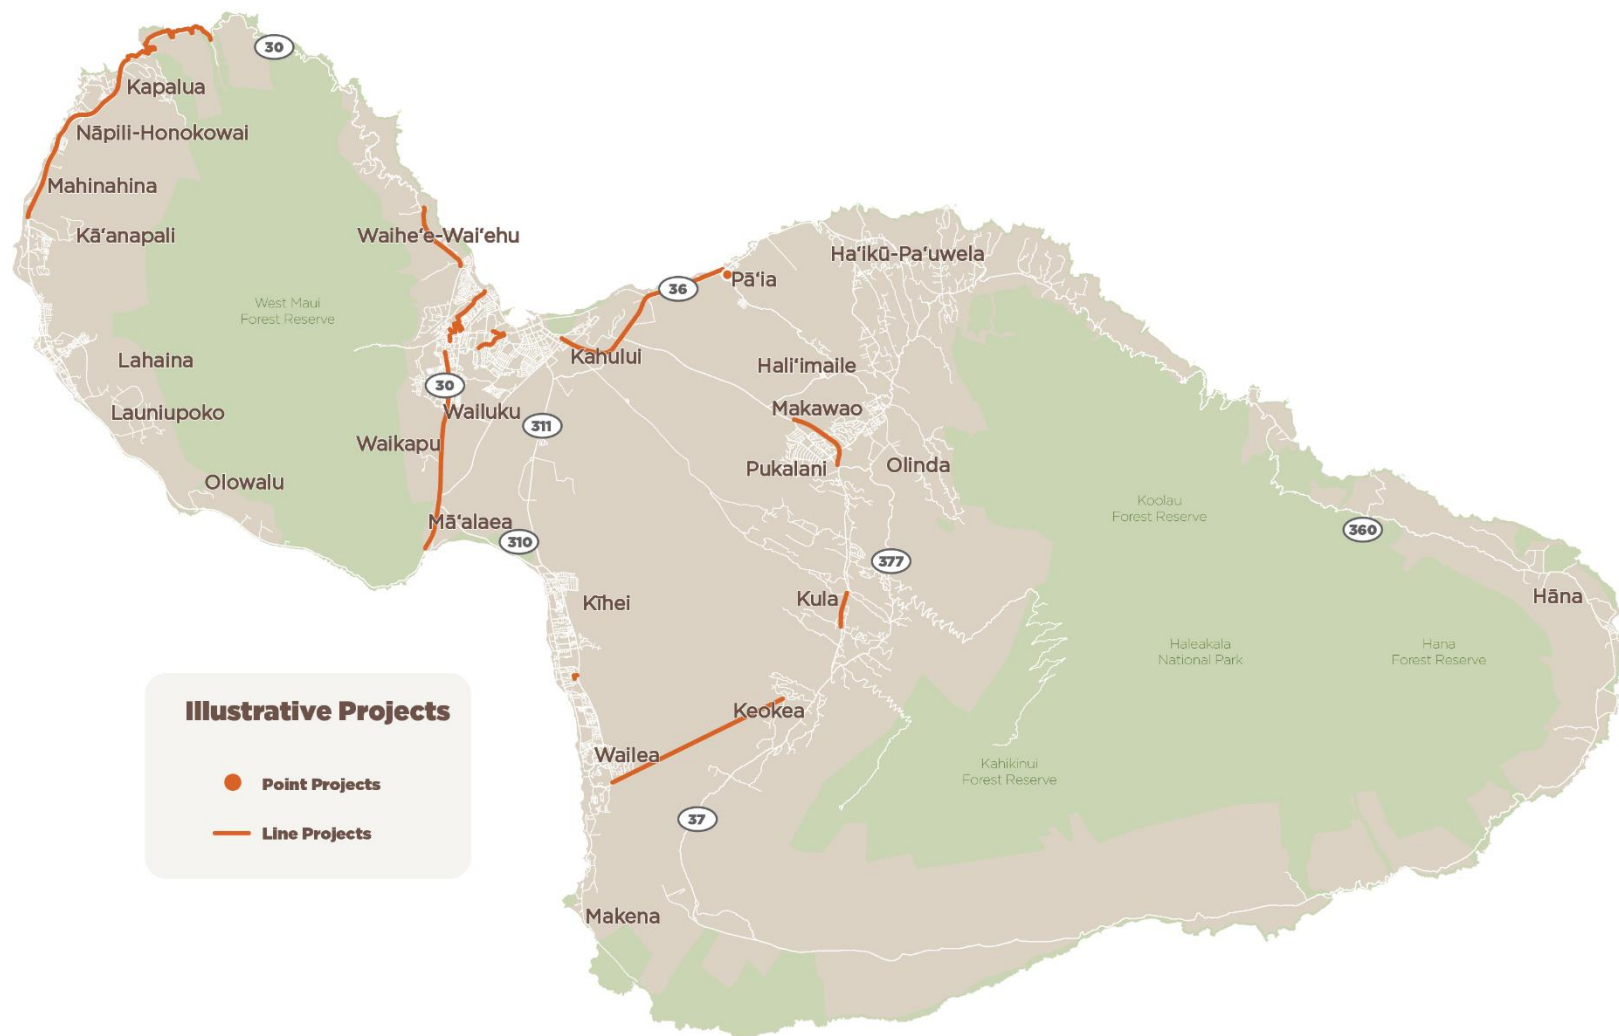 30
Kapalua
Nāpili-Honokowai
Mahinahina
Kā‘anapali
Waihe‘e-Wai‘ehu
Ha‘ikū-Pa‘uwela
Pā‘ia
36
West Maui
Forest Reserve
Kahului
Lahaina
Hali‘imaile
30
Launiupoko
Wailuku
Makawao
311
Waikapu
Pukalani
Olinda
Olowalu
Koolau
Forest Reserve
Mā‘alaea
310
360
377
Kīhei
Kula
Hāna
Haleakala
National Park
Hana
Forest Reserve
Keokea
Wailea
Kahikinui
Forest Reserve
37
Makena
Illustrative Projects
Point Projects
Line Projects